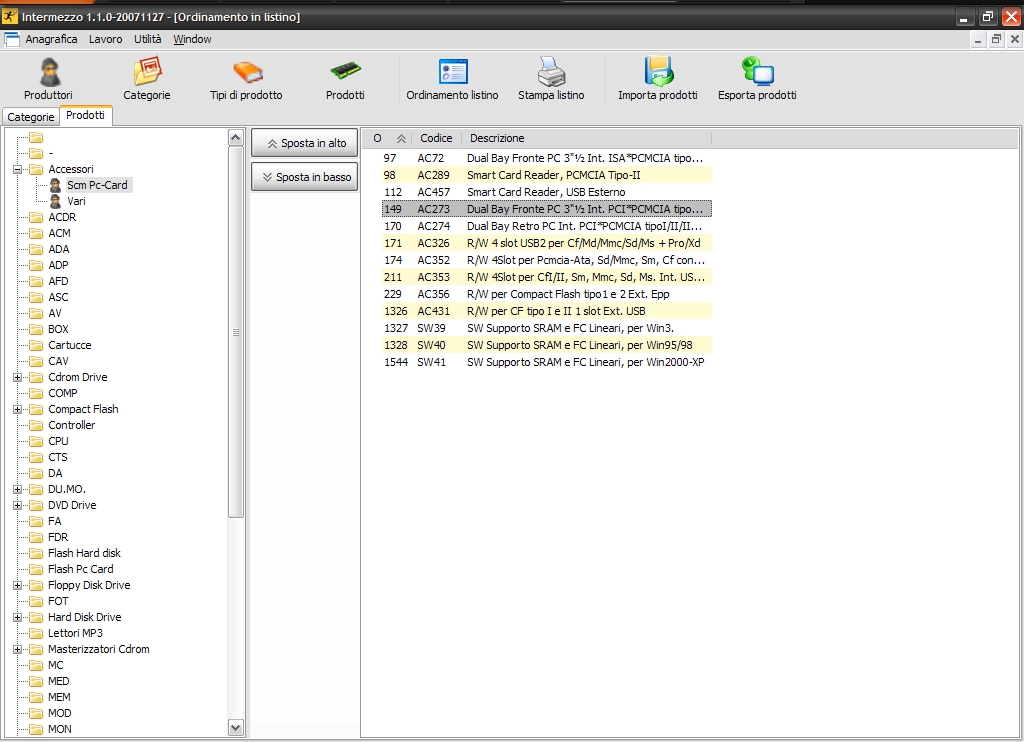 Intermezzo 1.1.0-20071127 - [Ordinamento in listino]
Anagrafica Lavoro Utilità Window
Produttori Categorie Tipi di prodotto Prodotti Ordinamento listino Stampa listino Importa prodotti Esporta prodotti
Categorie Prodotti
-
Accessori
Scm Pc-Card
Vari
ACDR
ACM
ADA
ADP
AFD
ASC
AV
BOX
Cartucce
CAV
Cdrom Drive
COMP
Compact Flash
Controller
CPU
CTS
DA
DU.MO.
DVD Drive
FA
FDR
Flash Hard disk
Flash Pc Card
Floppy Disk Drive
FOT
Hard Disk Drive
Lettori MP3
Masterizzatori Cdrom
MC
MED
MEM
MOD
MON
Sposta in alto
Sposta in basso
O Codice Descrizione
97 AC72 Dual Bay Fronte PC 3"½ Int. ISA*PCMCIA tipo...
98 AC289 Smart Card Reader, PCMCIA Tipo-II
112 AC457 Smart Card Reader, USB Esterno
149 AC273 Dual Bay Fronte PC 3"½ Int. PCI*PCMCIA tipo...
170 AC274 Dual Bay Retro PC Int. PCI*PCMCIA tipoI/II/II...
171 AC326 R/W 4 slot USB2 per Cf/Md/Mmc/Sd/Ms + Pro/Xd
174 AC352 R/W 4Slot per Pcmcia-Ata, Sd/Mmc, Sm, Cf con...
211 AC353 R/W 4Slot per CfI/II, Sm, Mmc, Sd, Ms. Int. US...
229 AC356 R/W per Compact Flash tipo1 e 2 Ext. Epp
1326 AC431 R/W per CF tipo I e II 1 slot Ext. USB
1327 SW39 SW Supporto SRAM e FC Lineari, per Win3.
1328 SW40 SW Supporto SRAM e FC Lineari, per Win95/98
1544 SW41 SW Supporto SRAM e FC Lineari, per Win2000-XP